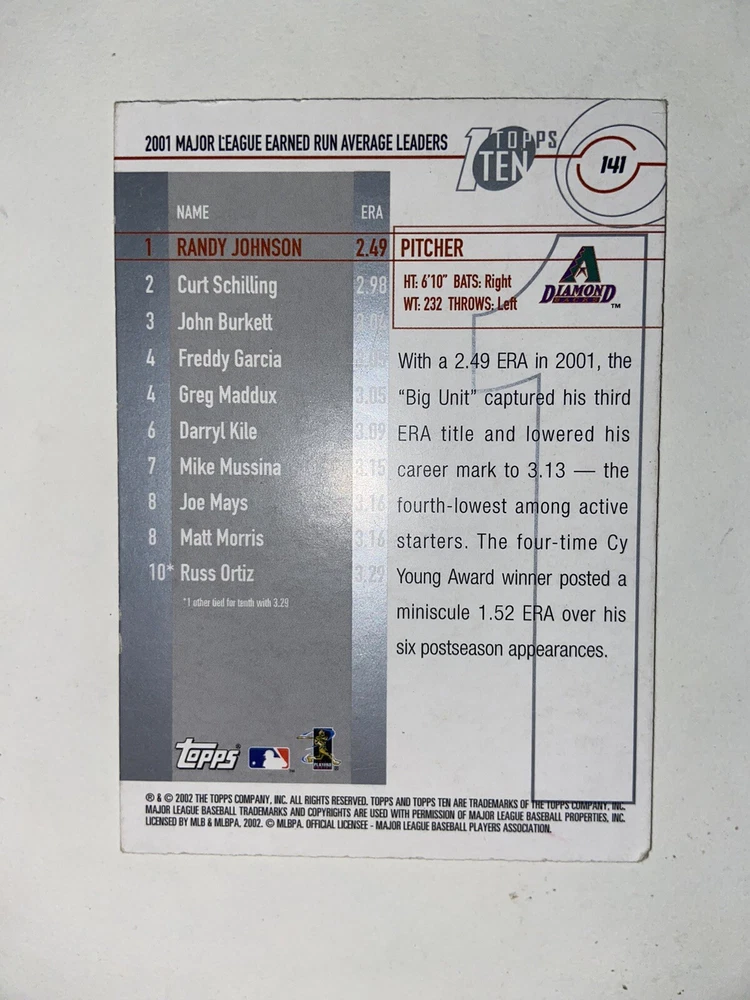 2001 MAJOR LEAGUE EARNED RUN AVERAGE LEADERS
1 TOPPS TEN
141
NAME ERA
1 RANDY JOHNSON 2.49
2 Curt Schilling 2.98
3 John Burkett 3.04
4 Freddy Garcia 3.05
4 Greg Maddux 3.05
6 Darryl Kile 3.09
7 Mike Mussina 3.15
8 Joe Mays 3.16
8 Matt Morris 3.16
10* Russ Ortiz 3.29
*1 other tied for tenth with 3.29
PITCHER
HT: 6'10" BATS: Right
WT: 232 THROWS: Left
A
DIAMOND
BACKS
TM
1
With a 2.49 ERA in 2001, the
“Big Unit” captured his third
ERA title and lowered his
career mark to 3.13 — the
fourth-lowest among active
starters. The four-time Cy
Young Award winner posted a
miniscule 1.52 ERA over his
six postseason appearances.
topps®
PLAYERS
® & © 2002 THE TOPPS COMPANY, INC. ALL RIGHTS RESERVED. TOPPS AND TOPPS TEN ARE TRADEMARKS OF THE TOPPS COMPANY, INC.
MAJOR LEAGUE BASEBALL TRADEMARKS AND COPYRIGHTS ARE USED WITH PERMISSION OF MAJOR LEAGUE BASEBALL PROPERTIES, INC.
LICENSED BY MLB & MLBPA. 2002. © MLBPA. OFFICIAL LICENSEE - MAJOR LEAGUE BASEBALL PLAYERS ASSOCIATION.